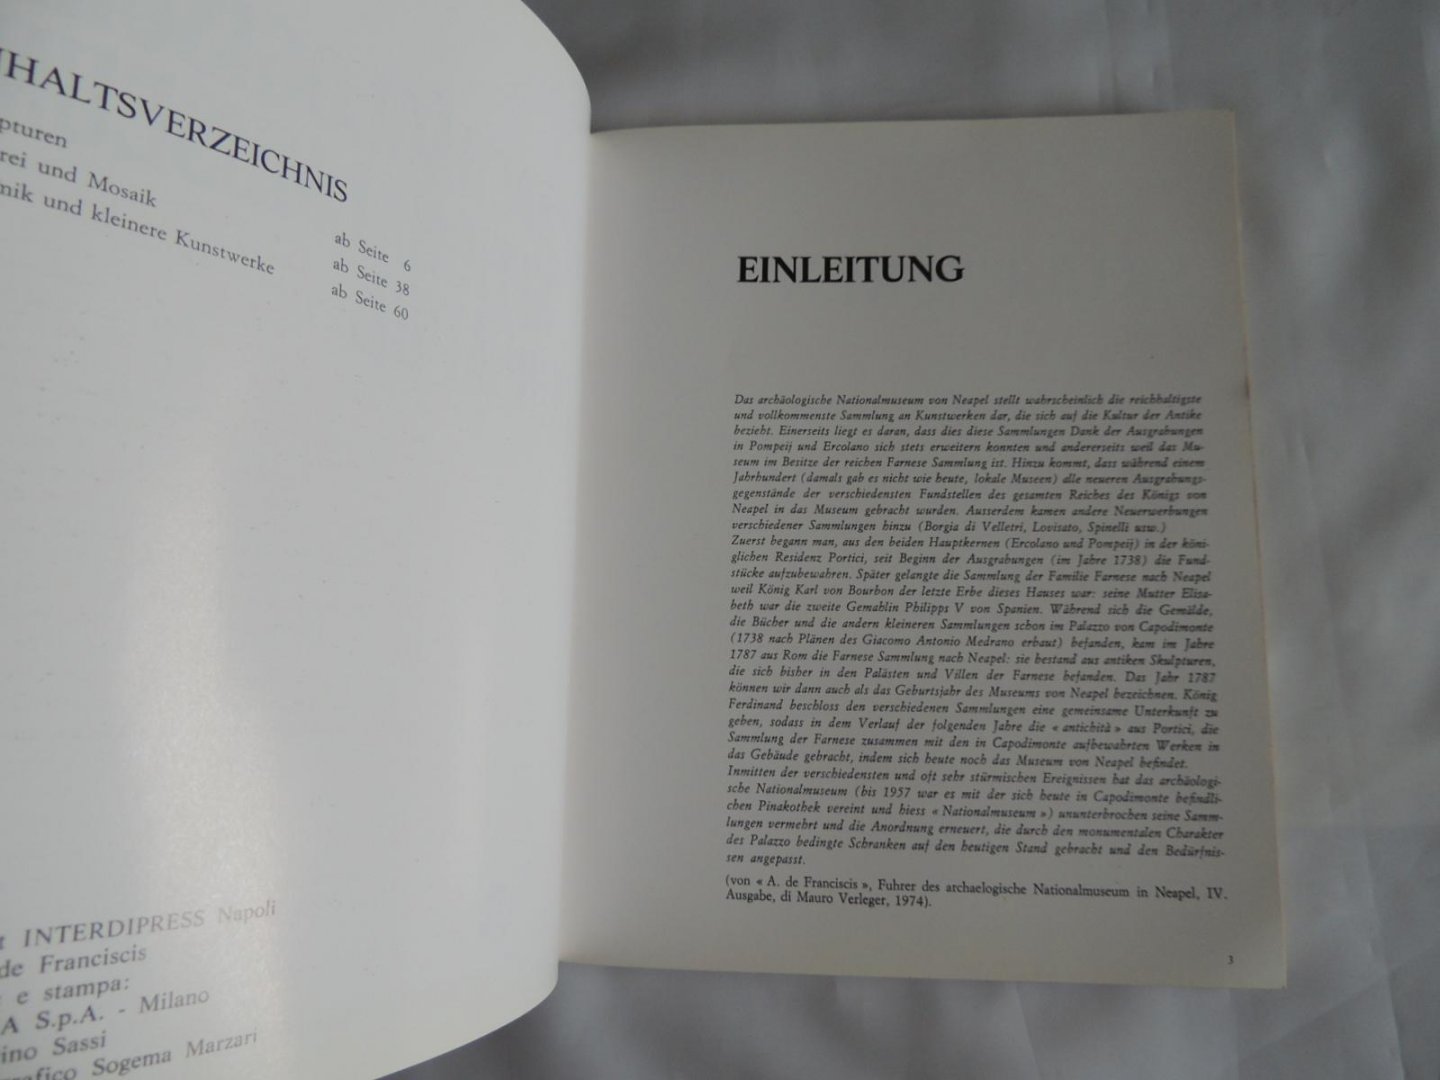 NHALTSVERZEICHNIS
pturen
rei und Mosaik
mik und kleinere Kunstwerke
ab Seite 6
ab Seite 38
ab Seite 60
t INTERDIPRESS Napoli
de Franciscis
e stampa:
A S.p.A. - Milano
ino Sassi
rafico Sogema Marzari
EINLEITUNG
Das archäologische Nationalmuseum von Neapel stellt wahrscheinlich die reichhaltigste
und vollkommenste Sammlung an Kunstwerken dar, die sich auf die Kultur der Antike
bezieht. Einerseits liegt es daran, dass dies diese Sammlungen Dank der Ausgrabungen
in Pompeij und Ercolano sich stets erweitern konnten und andererseits weil das Mu-
seum im Besitze der reichen Farnese Sammlung ist. Hinzu kommt, dass während einem
Jahrhundert (damals gab es nicht wie heute, lokale Museen) alle neueren Ausgrabungs-
gegenstände der verschiedensten Fundstellen des gesamten Reiches des Königs von
Neapel in das Museum gebracht wurden. Ausserdem kamen andere Neuerwerbungen
verschiedener Sammlungen hinzu (Borgia di Velletri, Lovisato, Spinelli usw.)
Zuerst begann man, aus den beiden Hauptkernen (Ercolano und Pompeij) in der köni-
glichen Residenz Portici, seit Beginn der Ausgrabungen (im Jahre 1738) die Fund-
stücke aufzubewahren. Später gelangte die Sammlung der Familie Farnese nach Neapel
weil König Karl von Bourbon der letzte Erbe dieses Hauses war: seine Mutter Elisa-
beth war die zweite Gemahlin Philipps V von Spanien. Während sich die Gemälde,
die Bücher und die andern kleineren Sammlungen schon im Palazzo von Capodimonte
(1738 nach Plänen des Giacomo Antonio Medrano erbaut) befanden, kam im Jahre
1787 aus Rom die Farnese Sammlung nach Neapel: sie bestand aus antiken Skulpturen,
die sich bisher in den Palästen und Villen der Farnese befanden. Das Jahr 1787
können wir dann auch als das Geburtsjahr des Museums von Neapel bezeichnen. König
Ferdinand beschloss den verschiedenen Sammlungen eine gemeinsame Unterkunft zu
geben, sodass in dem Verlauf der folgenden Jahre die « antichità » aus Portici, die
Sammlung der Farnese zusammen mit den in Capodimonte aufbewahrten Werken in
das Gebäude gebracht, indem sich heute noch das Museum von Neapel befindet.
Inmitten der verschiedensten und oft sehr stürmischen Ereignissen hat das archäologi-
sche Nationalmuseum (bis 1957 war es mit der sich heute in Capodimonte befindli-
chen Pinakothek vereint und hiess « Nationalmuseum ») ununterbrochen seine Samm-
lungen vermehrt und die Anordnung erneuert, die durch den monumentalen Charakter
des Palazzo bedingte Schranken auf den heutigen Stand gebracht und den Bedürfnis-
sen angepasst.
(von « A. de Franciscis », Fuhrer des archaelogische Nationalmuseum in Neapel, IV.
Ausgabe, di Mauro Verleger, 1974).
3